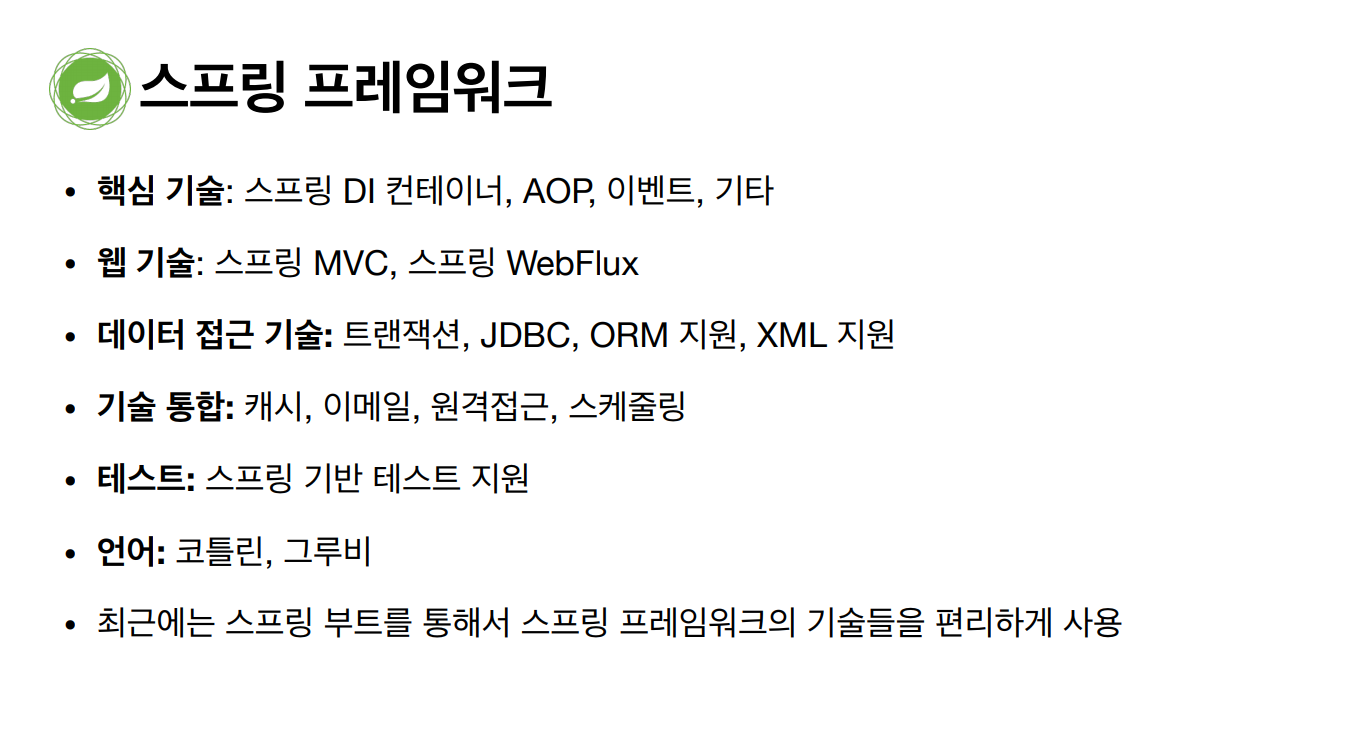 스프링 프레임워크
• 핵심 기술: 스프링 DI 컨테이너, AOP, 이벤트, 기타
• 웹 기술: 스프링 MVC, 스프링 WebFlux
• 데이터 접근 기술: 트랜잭션, JDBC, ORM 지원, XML 지원
• 기술 통합: 캐시, 이메일, 원격접근, 스케줄링
• 테스트: 스프링 기반 테스트 지원
• 언어: 코틀린, 그루비
• 최근에는 스프링 부트를 통해서 스프링 프레임워크의 기술들을 편리하게 사용